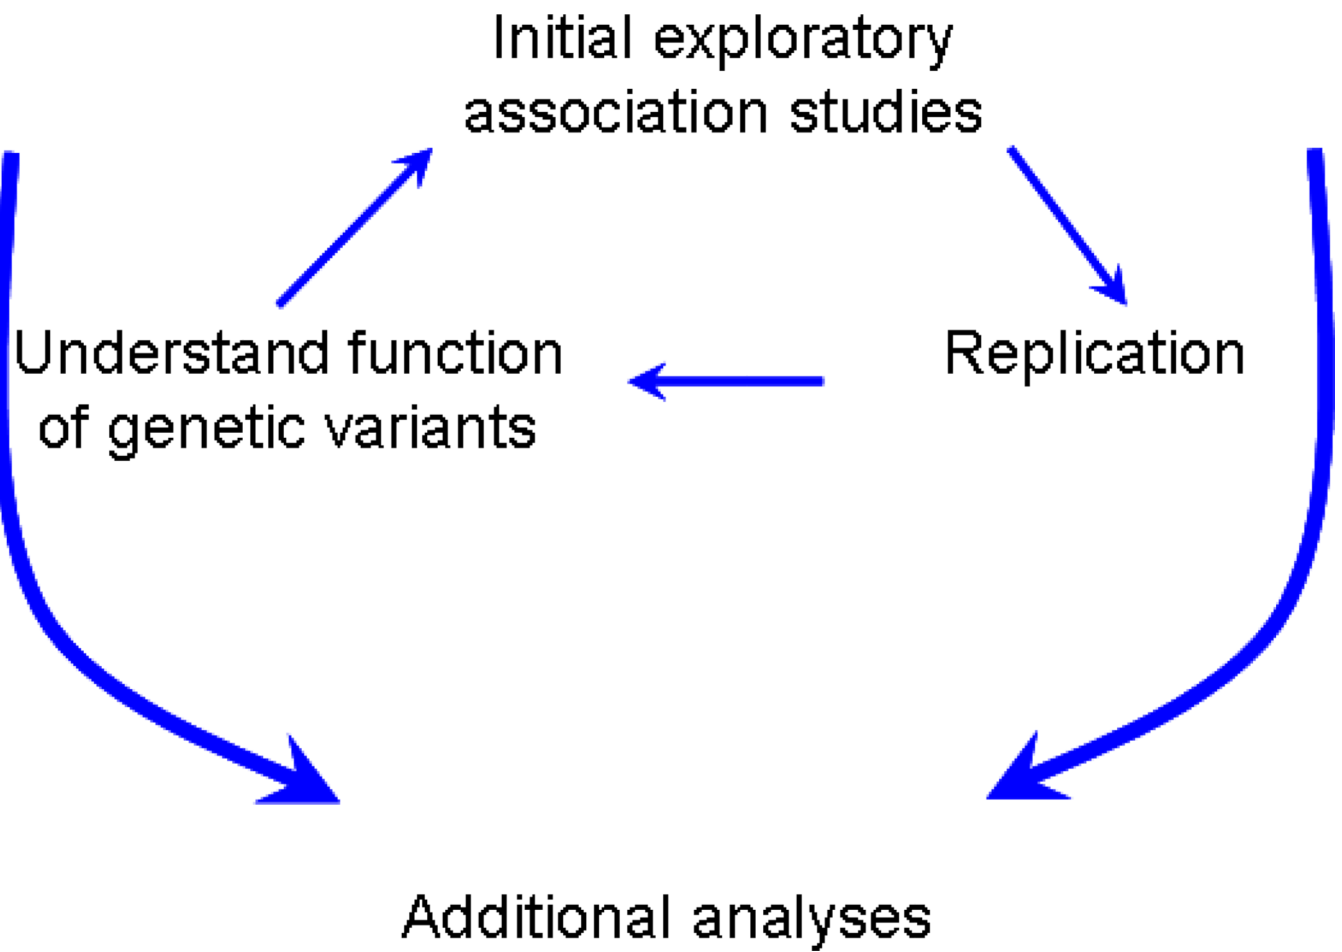 Initial exploratory
association studies
Understand function
of genetic variants
Replication
Additional analyses